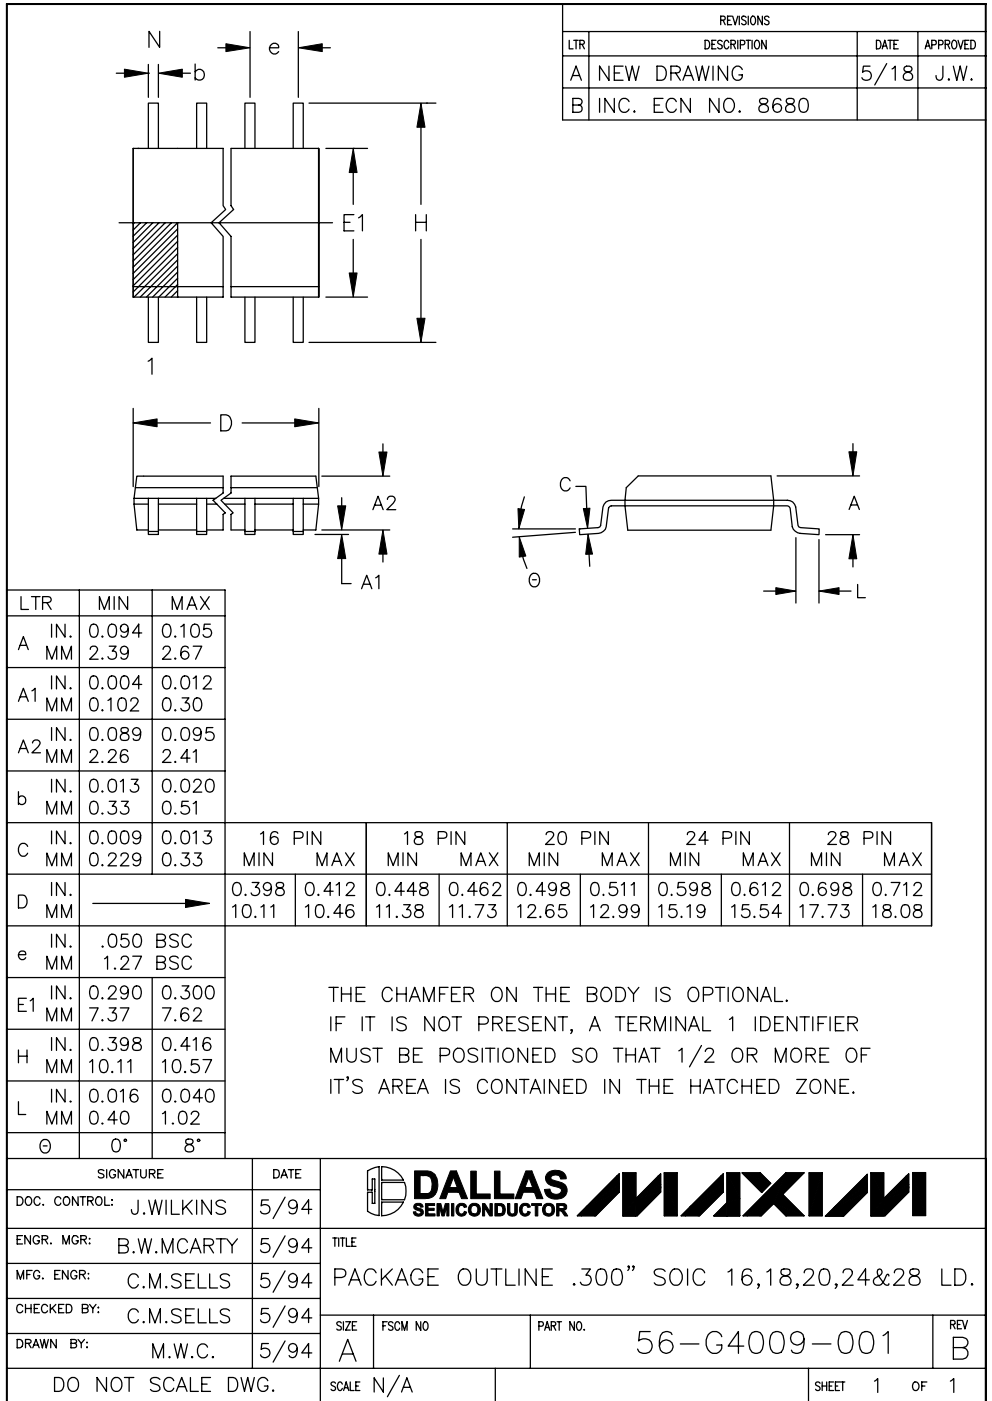 REVISIONS
LTR DESCRIPTION DATE APPROVED
A NEW DRAWING 5/18 J.W.
B INC. ECN NO. 8680
N e
b
E1 H
1
D
A2
A1
C A
Θ L
LTR MIN MAX
A IN. 0.094 0.105
MM 2.39 2.67
A1 IN. 0.004 0.012
MM 0.102 0.30
A2 IN. 0.089 0.095
MM 2.26 2.41
b IN. 0.013 0.020
MM 0.33 0.51
C IN. 0.009 0.013 16 PIN 18 PIN 20 PIN 24 PIN 28 PIN
MM 0.229 0.33 MIN MAX MIN MAX MIN MAX MIN MAX MIN MAX
D IN. 0.398 0.412 0.448 0.462 0.498 0.511 0.598 0.612 0.698 0.712
MM 10.11 10.46 11.38 11.73 12.65 12.99 15.19 15.54 17.73 18.08
e IN. .050 BSC
MM 1.27 BSC
E1 IN. 0.290 0.300
MM 7.37 7.62
H IN. 0.398 0.416
MM 10.11 10.57
L IN. 0.016 0.040
MM 0.40 1.02
Θ 0° 8°
THE CHAMFER ON THE BODY IS OPTIONAL.
IF IT IS NOT PRESENT, A TERMINAL 1 IDENTIFIER
MUST BE POSITIONED SO THAT 1/2 OR MORE OF
IT'S AREA IS CONTAINED IN THE HATCHED ZONE.
SIGNATURE DATE
DOC. CONTROL: J.WILKINS 5/94
ENGR. MGR: B.W.MCARTY 5/94
MFG. ENGR: C.M.SELLS 5/94
CHECKED BY: C.M.SELLS 5/94
DRAWN BY: M.W.C. 5/94
DO NOT SCALE DWG.
DALLAS
SEMICONDUCTOR
MAXIM
TITLE
PACKAGE OUTLINE .300" SOIC 16,18,20,24&28 LD.
SIZE FSCM NO PART NO. REV
A 56-G4009-001 B
SCALE N/A SHEET 1 OF 1